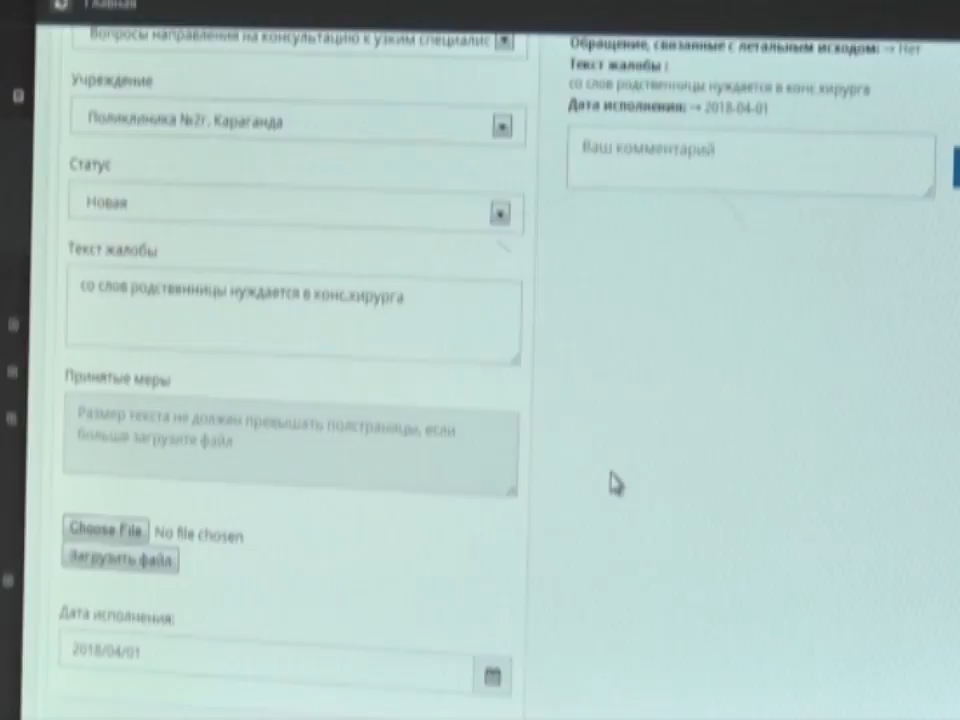 Главная
Вопросы направления на консультацию к узким специалис
Учреждение
Поликлиника №2г. Караганда
Статус
Новая
Текст жалобы
со слов родственницы нуждается в конс.хирурга
Принятые меры
Размер текста не должен превышать полстраницы, если
больше загрузите файл
Choose File No file chosen
Загрузить файл
Дата исполнения:
2018/04/01
Обращение, связанные с летальным исходом: → Нет
Текст жалобы :
со слов родственницы нуждается в конс.хирурга
Дата исполнения: → 2018-04-01
Ваш комментарий